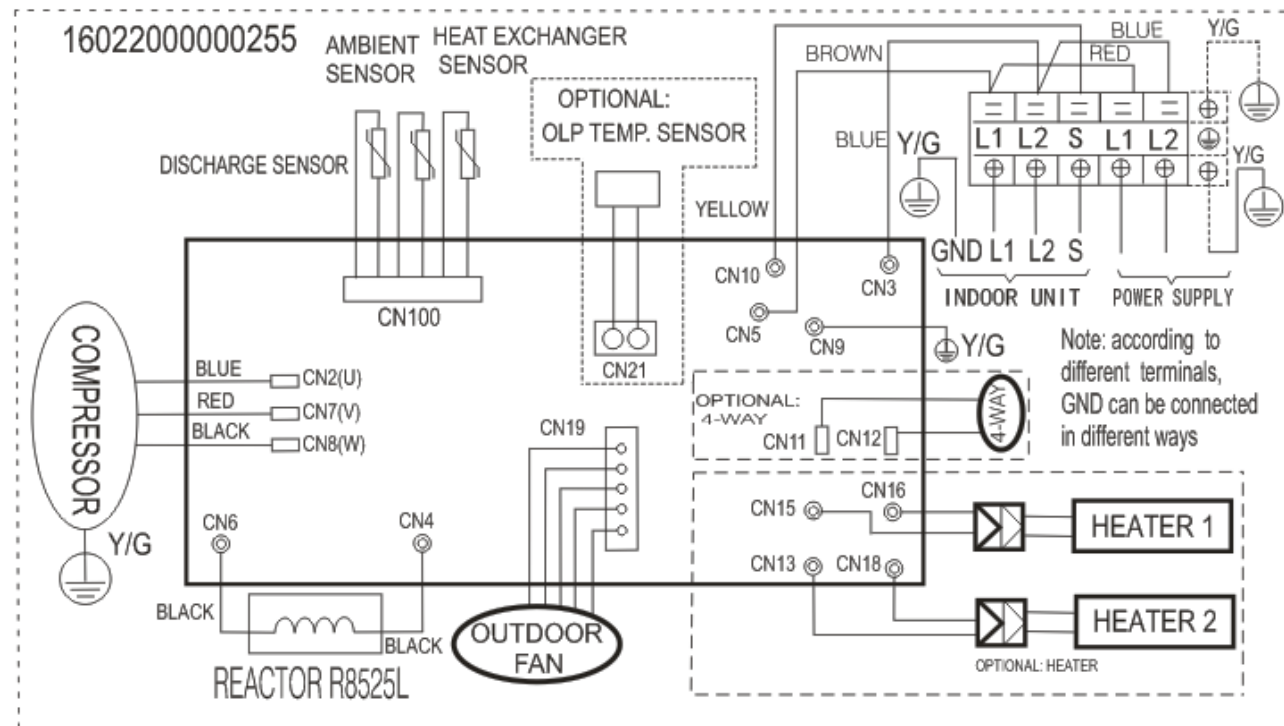 16022000000255
AMBIENT
SENSOR
HEAT EXCHANGER
SENSOR
DISCHARGE SENSOR
CN100
OPTIONAL:
OLP TEMP. SENSOR
CN21
BROWN
BLUE
RED
BLUE
YELLOW
Y/G
Y/G
Y/G
L1 L2 S L1 L2
GND L1 L2 S
INDOOR UNIT
POWER SUPPLY
CN10
CN3
CN5
CN9
Y/G
Note: according to
different terminals,
GND can be connected
in different ways
COMPRESSOR
BLUE
RED
BLACK
CN2(U)
CN7(V)
CN8(W)
Y/G
CN6
CN4
BLACK
BLACK
REACTOR R8525L
CN19
OUTDOOR
FAN
OPTIONAL:
4-WAY
CN11
CN12
4-WAY
CN15
CN16
CN13
CN18
HEATER 1
HEATER 2
OPTIONAL: HEATER